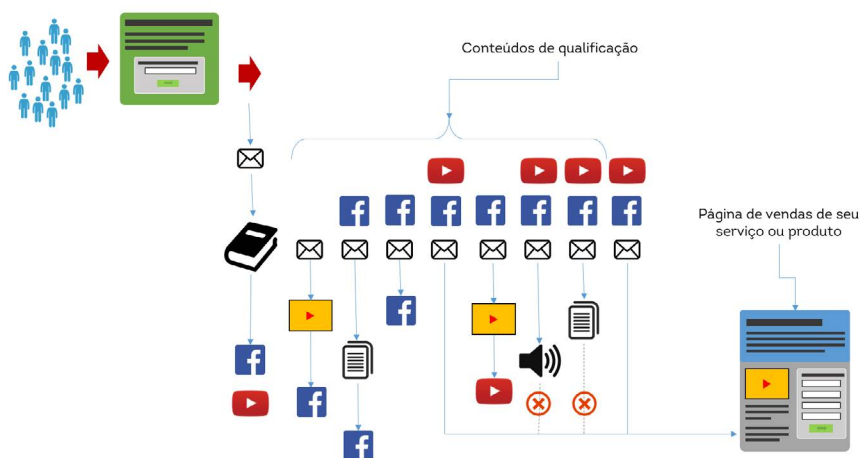 Conteúdos de qualificação
Página de vendas de seu
serviço ou produto